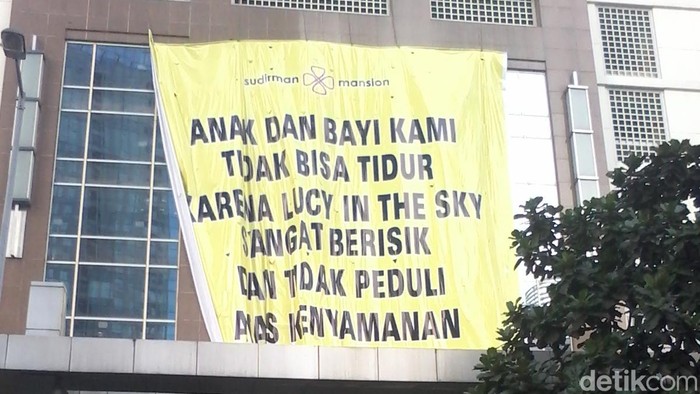 sudirman mansion
ANAK DAN BAYI KAMI
TIDAK BISA TIDUR
KARENA LUCY IN THE SKY
SANGAT BERISIK
DAN TIDAK PEDULI
ATAS KENYAMANAN
detikcom